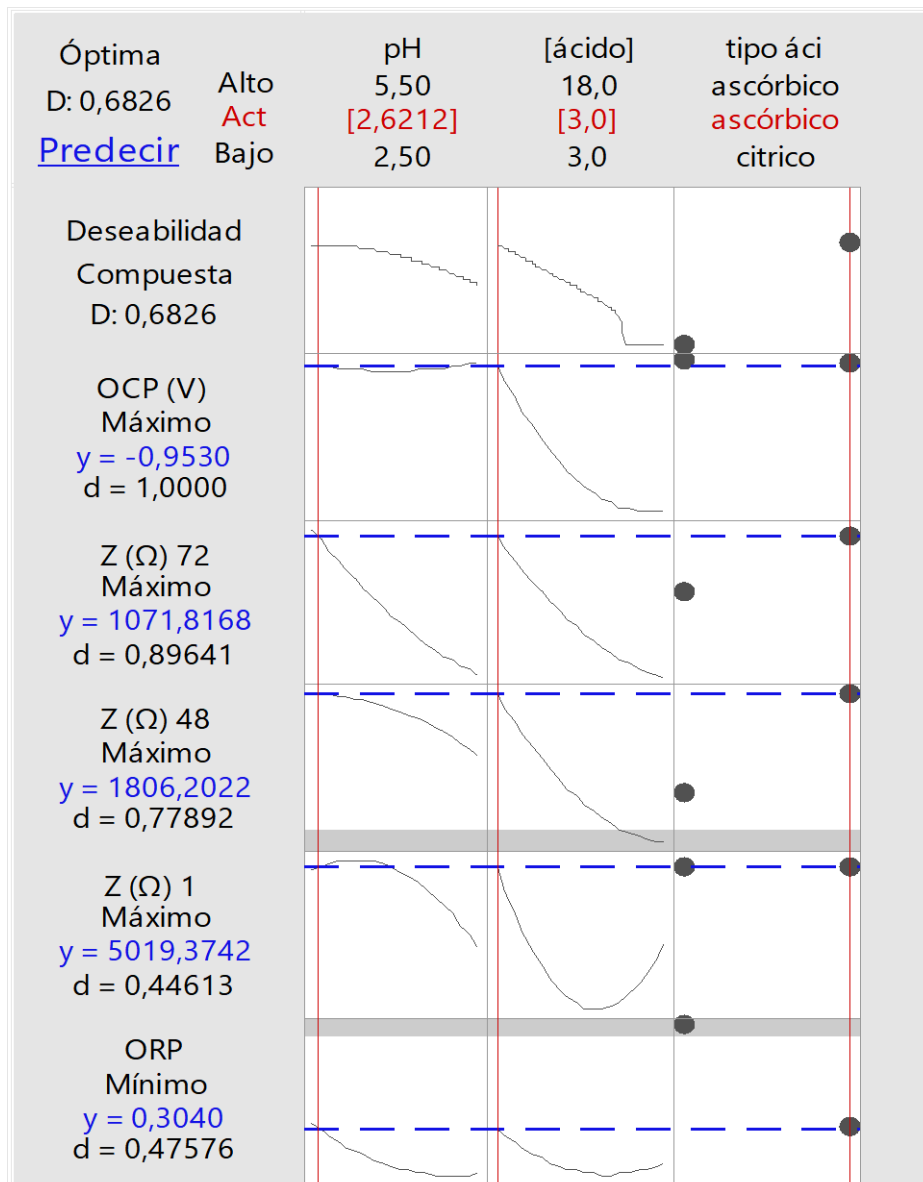 Óptima
D: 0,6826
Predecir
pH [ácido] tipo áci
Alto 5,50 18,0 ascórbico
Act [2,6212] [3,0] ascórbico
Bajo 2,50 3,0 citrico
Deseabilidad
Compuesta
D: 0,6826
OCP (V)
Máximo
y = -0,9530
d = 1,0000
Z (Ω) 72
Máximo
y = 1071,8168
d = 0,89641
Z (Ω) 48
Máximo
y = 1806,2022
d = 0,77892
Z (Ω) 1
Máximo
y = 5019,3742
d = 0,44613
ORP
Mínimo
y = 0,3040
d = 0,47576